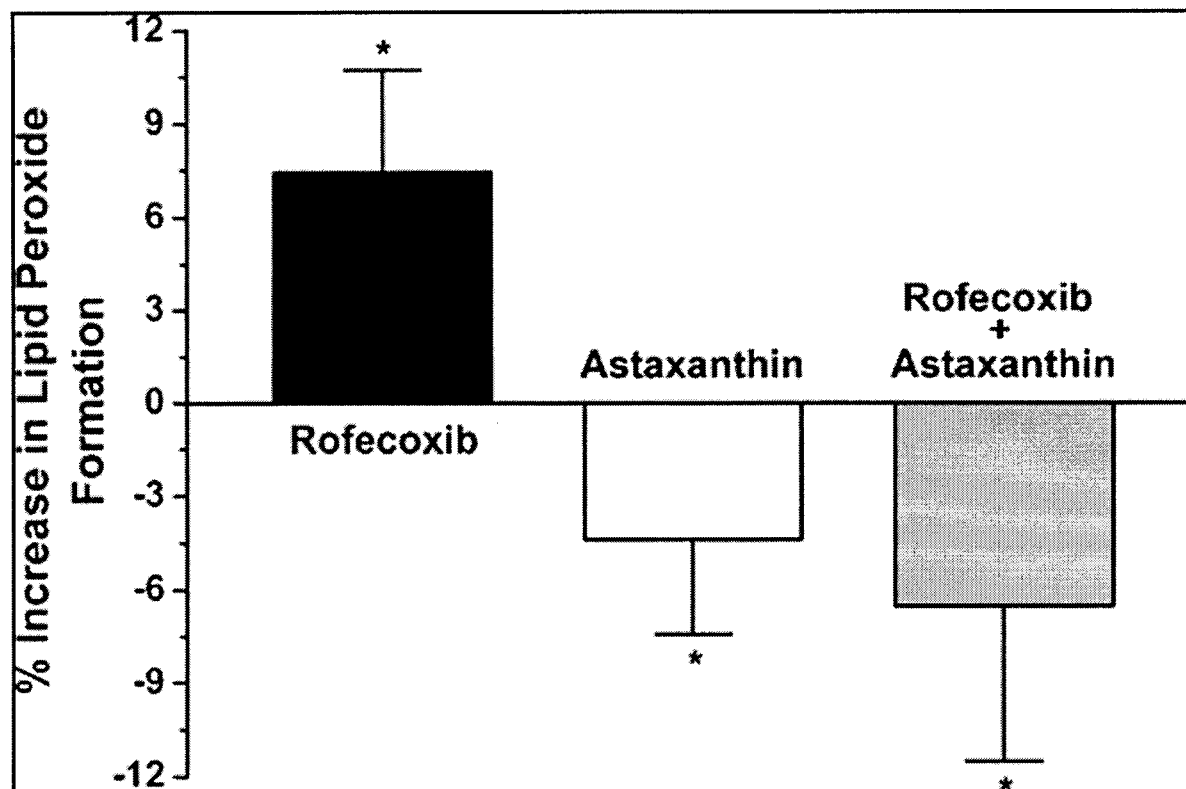 % Increase in Lipid Peroxide
Formation
12
9
6
3
0
-3
-6
-9
-12
*
Rofecoxib
Astaxanthin
*
Rofecoxib
+
Astaxanthin
*